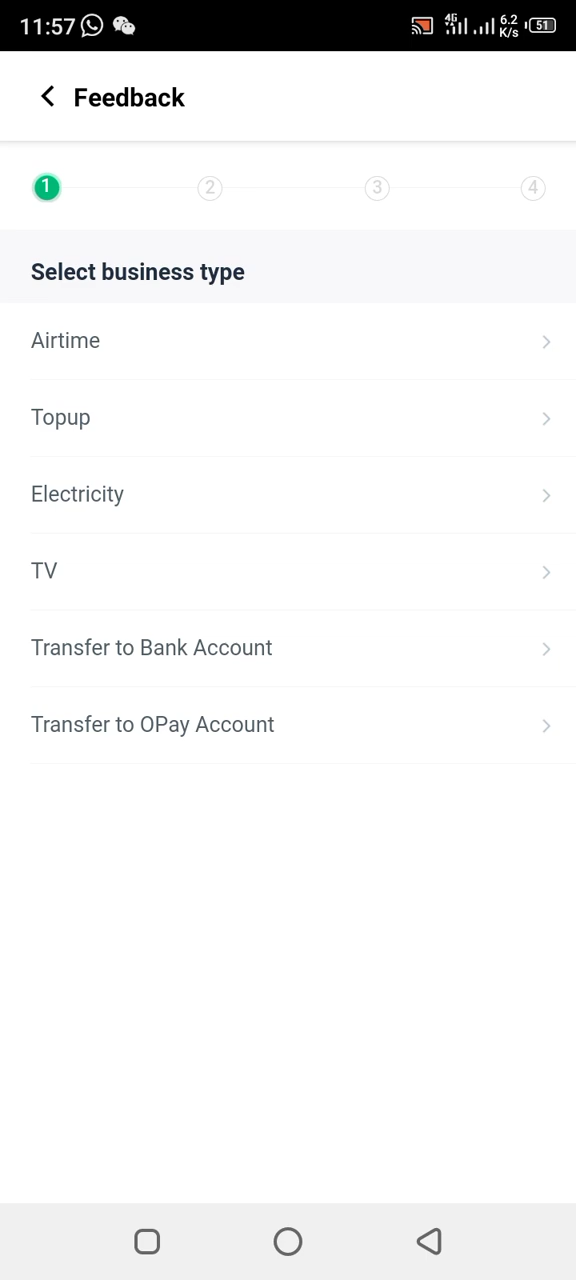 11:57 4G 6.2 K/s 51
Feedback
1 2 3 4
Select business type
Airtime
Topup
Electricity
TV
Transfer to Bank Account
Transfer to OPay Account